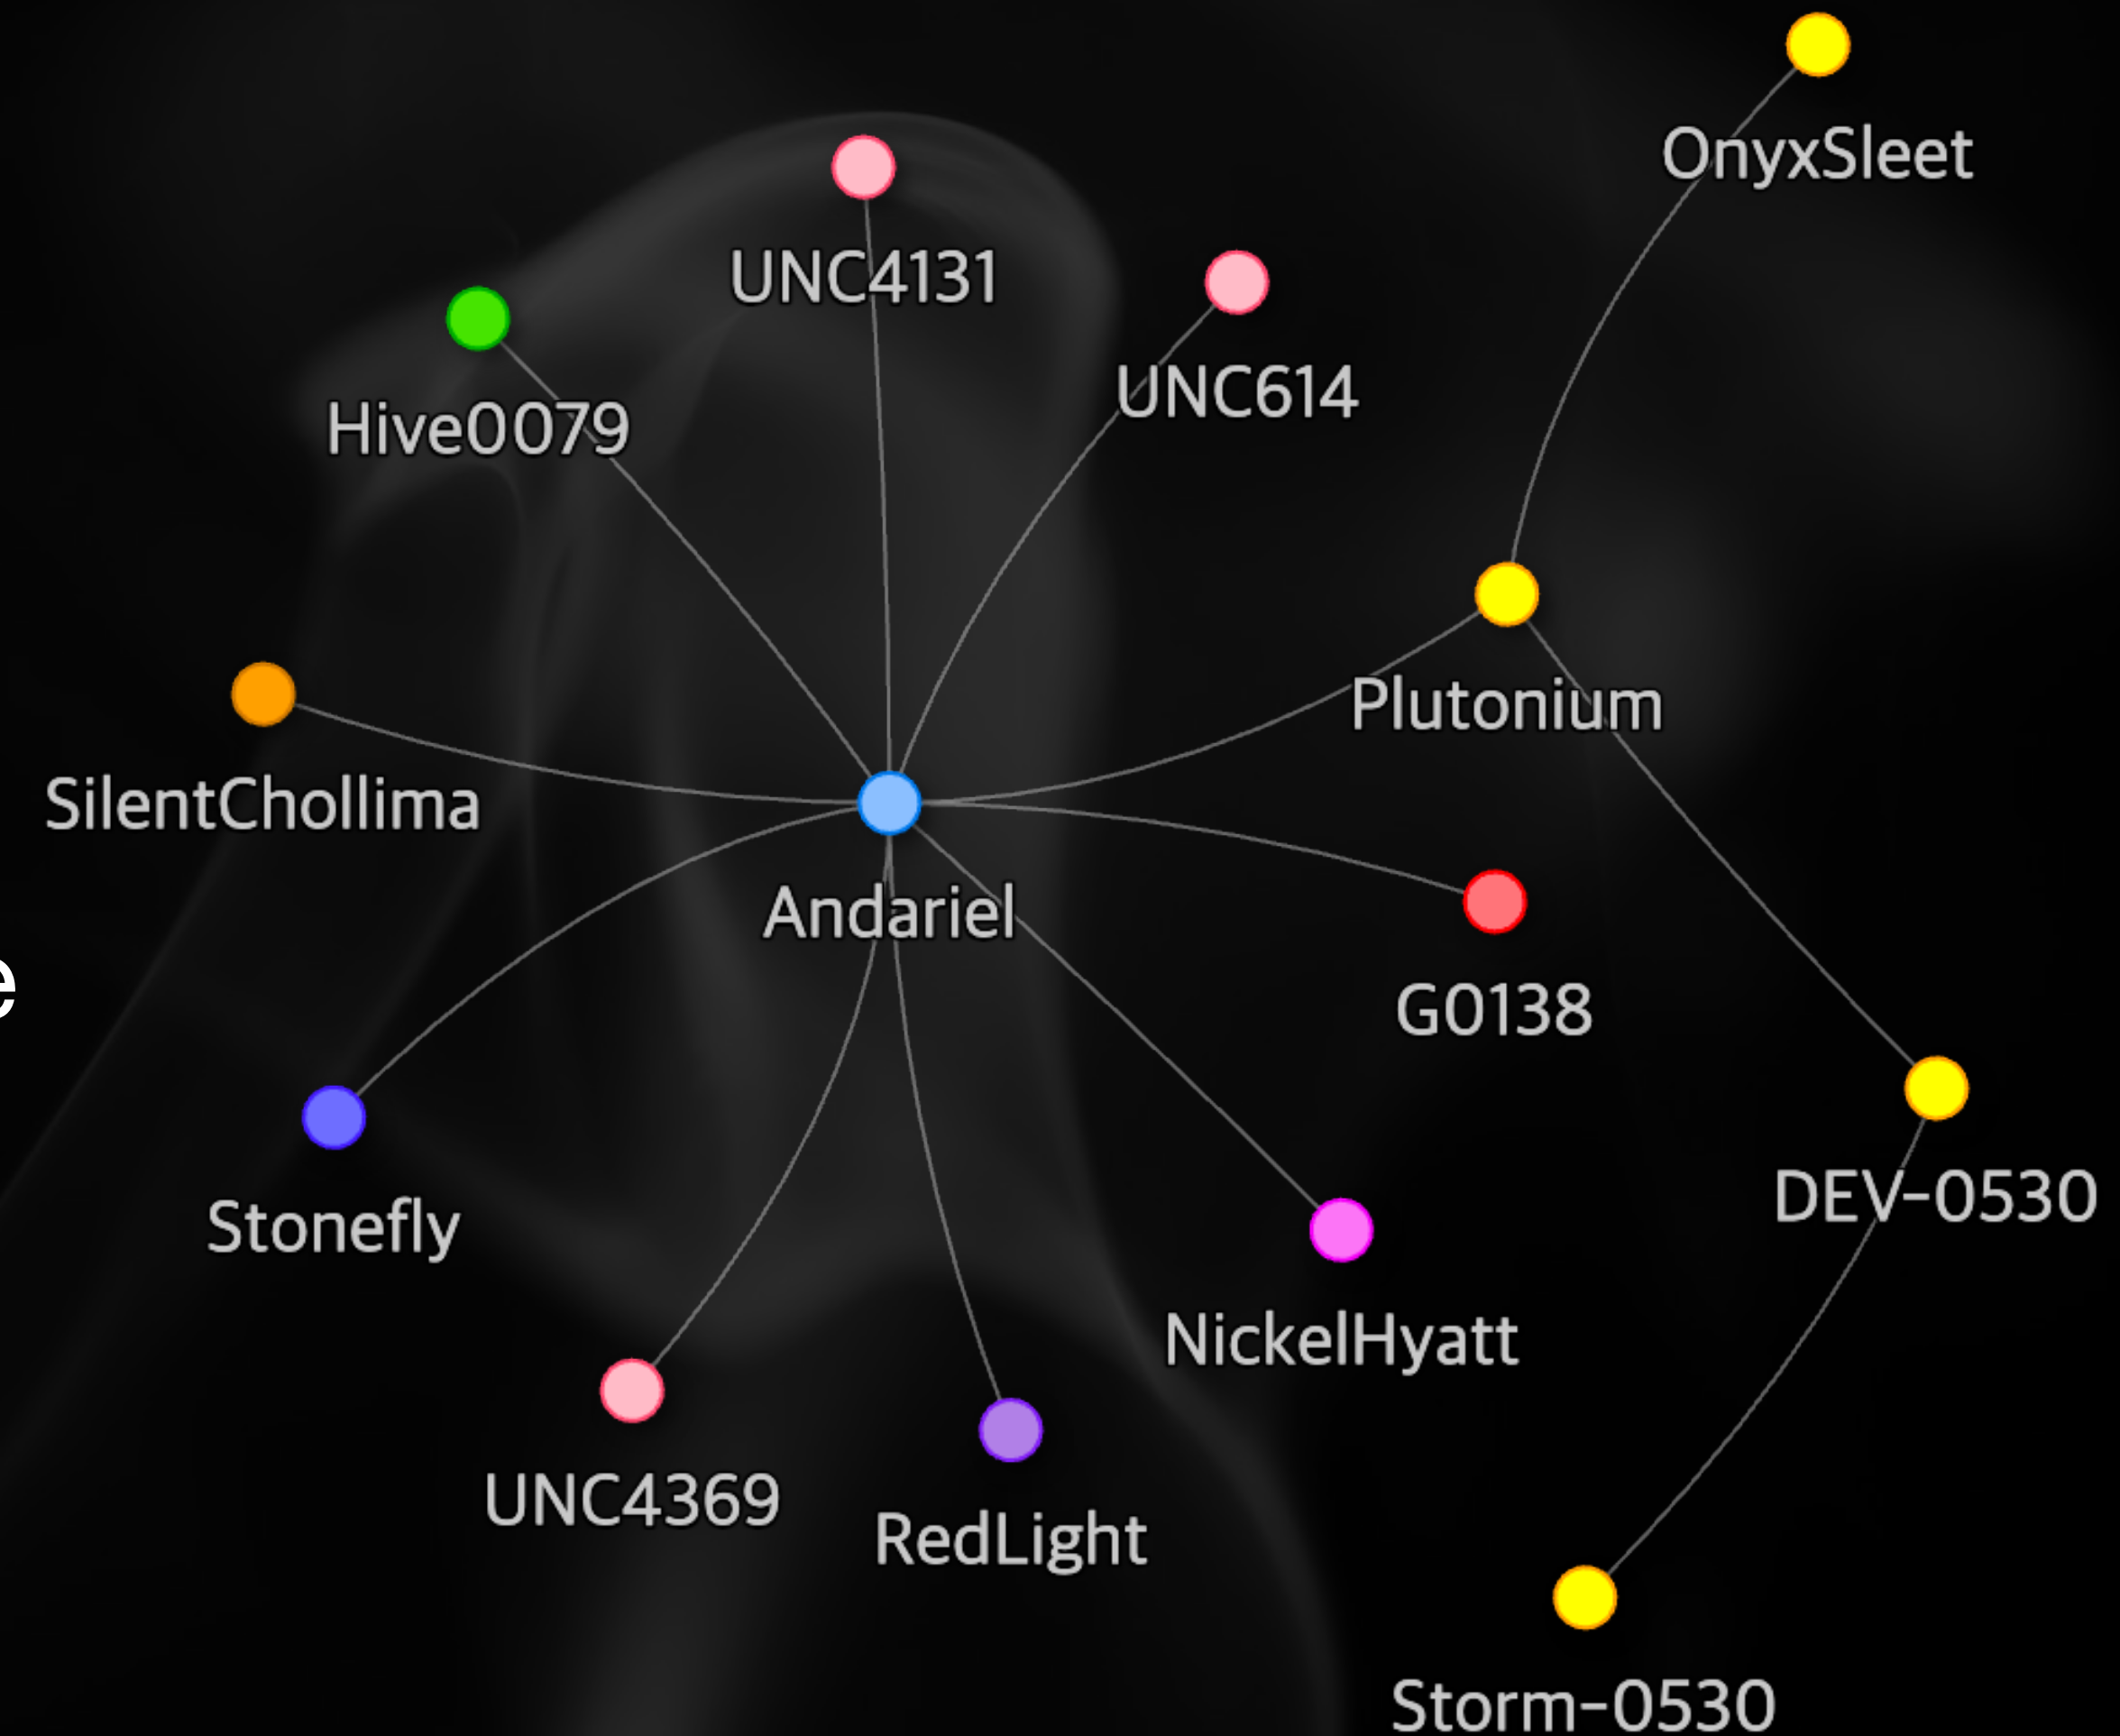 OnyxSleet
UNC4131
UNC614
Hive0079
Plutonium
SilentChollima
Andariel
e
G0138
DEV-0530
Stonefly
NickelHyatt
UNC4369
RedLight
Storm-0530